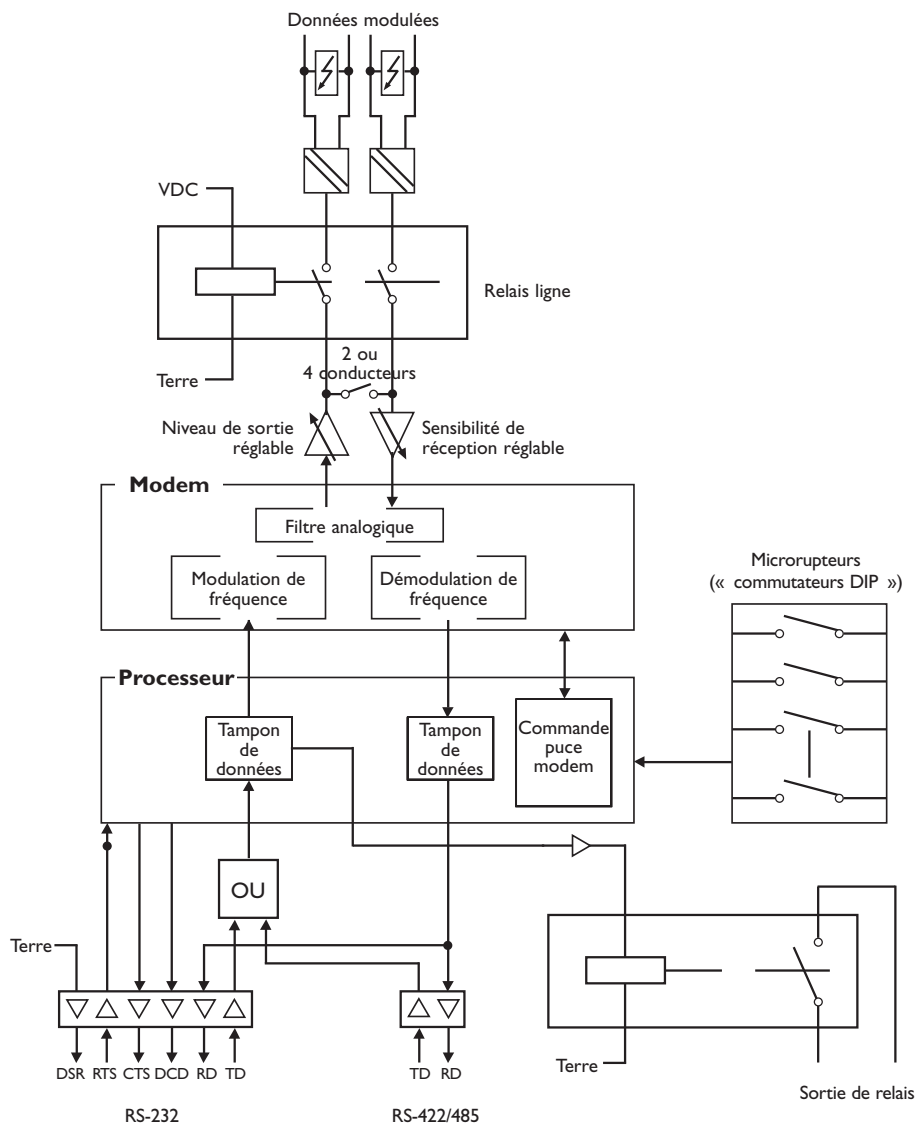 Données modulées
VDC
Relais ligne
Terre
2 ou
4 conducteurs
Niveau de sortie
réglable
Sensibilité de
réception réglable
Modem
Filtre analogique
Modulation de
fréquence
Démodulation de
fréquence
Microrupteurs
(« commutateurs DIP »)
Processeur
Tampon
de
données
Tampon
de
données
Commande
puce
modem
OU
Terre
DSR RTS CTS DCD RD TD
TD RD
Terre
Sortie de relais
RS-232
RS-422/485